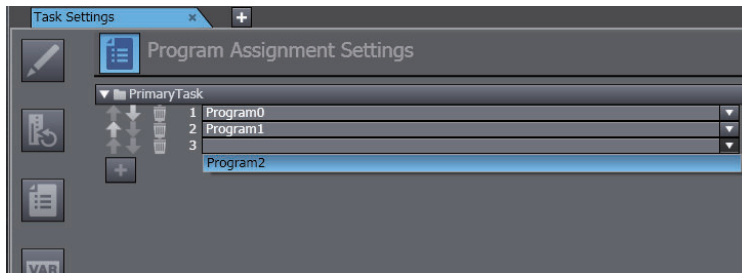 Task Settings
Program Assignment Settings
PrimaryTask
1 Program0
2 Program1
3
Program2
VAR